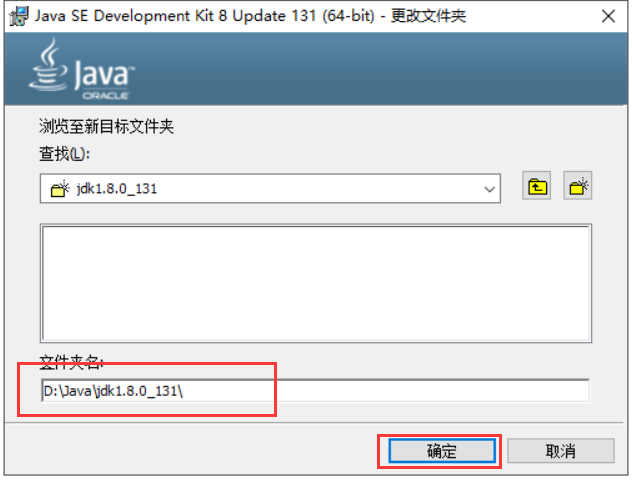 Java SE Development Kit 8 Update 131 (64-bit) - 更改文件夹
Java
ORACLE
浏览至新目标文件夹
查找(L):
jdk1.8.0_131
文件夹名:
D:\Java\jdk1.8.0_131\
确定
取消